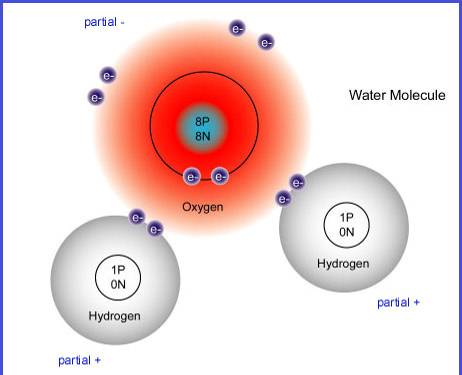 partial -
e-
e-
e-
e-
Water Molecule
8P
8N
e- e-
Oxygen
e-
e-
1P
0N
Hydrogen
partial +
e-
e-
1P
0N
Hydrogen
partial +